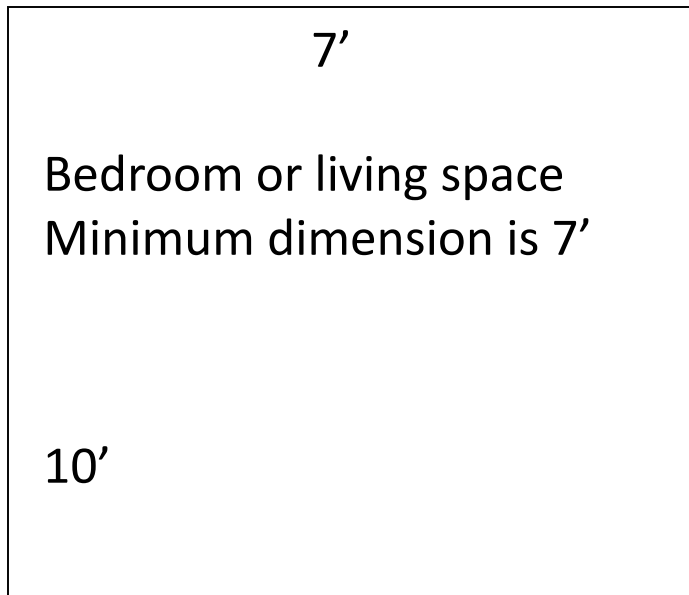 7’
Bedroom or living space
Minimum dimension is 7’
10’